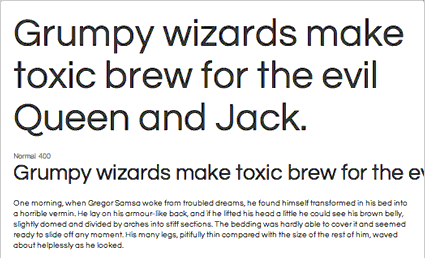 Grumpy wizards make
toxic brew for the evil
Queen and Jack.
Normal 400
Grumpy wizards make toxic brew for the ev
One morning, when Gregor Samsa woke from troubled dreams, he found himself transformed in his bed into
a horrible vermin. He lay on his armour-like back, and if he lifted his head a little he could see his brown belly,
slightly domed and divided by arches into stiff sections. The bedding was hardly able to cover it and seemed
ready to slide off any moment. His many legs, pitifully thin compared with the size of the rest of him, waved
about helplessly as he looked.